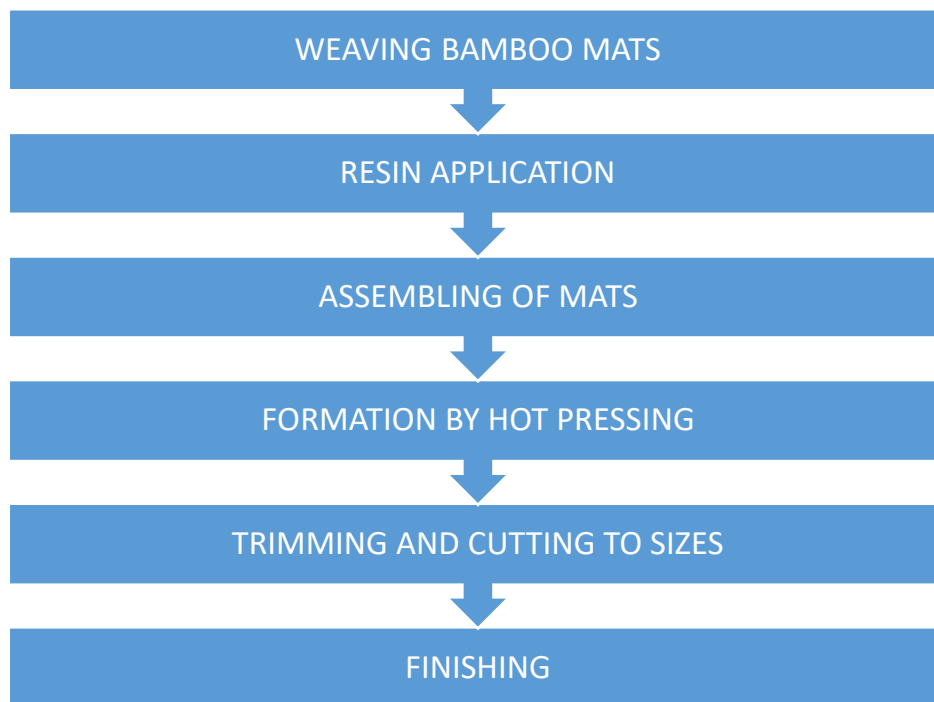 WEAVING BAMBOO MATS
RESIN APPLICATION
ASSEMBLING OF MATS
FORMATION BY HOT PRESSING
TRIMMING AND CUTTING TO SIZES
FINISHING